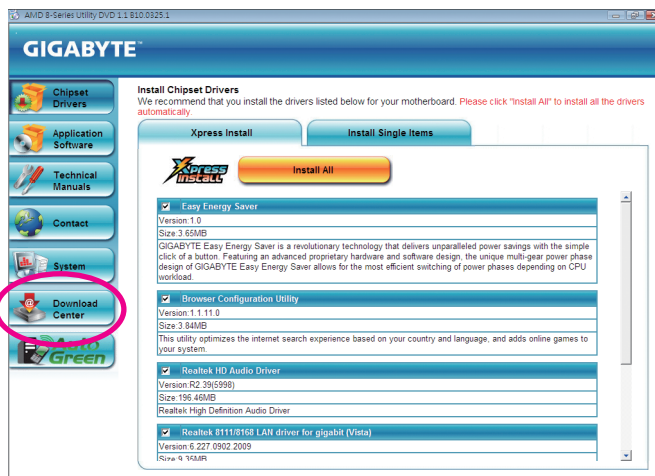 AMD 8-Series Utility DVD 1.1 B10.0325.1
GIGABYTE™
Chipset
Drivers
Application
Software
Technical
Manuals
Contact
System
Download
Center
Auto
Green
Install Chipset Drivers
We recommend that you install the drivers listed below for your motherboard. Please click "Install All" to install all the drivers
automatically.
Xpress Install
Install Single Items
Xpress
INSTALL
Install All
Easy Energy Saver
Version:1.0
Size:3.65MB
GIGABYTE Easy Energy Saver is a revolutionary technology that delivers unparalleled power savings with the simple
click of a button. Featuring an advanced proprietary hardware and software design, the unique multi-gear power phase
design of GIGABYTE Easy Energy Saver allows for the most efficient switching of power phases depending on CPU
workload.
Browser Configuration Utility
Version:1.1.11.0
Size:3.84MB
This utility optimizes the internet search experience based on your country and language, and adds online games to
your system.
Realtek HD Audio Driver
Version:R2.39(5998)
Size:196.46MB
Realtek High Definition Audio Driver
Realtek 8111/8168 LAN driver for gigabit (Vista)
Version:6.227.0902.2009
Size:9.35MB